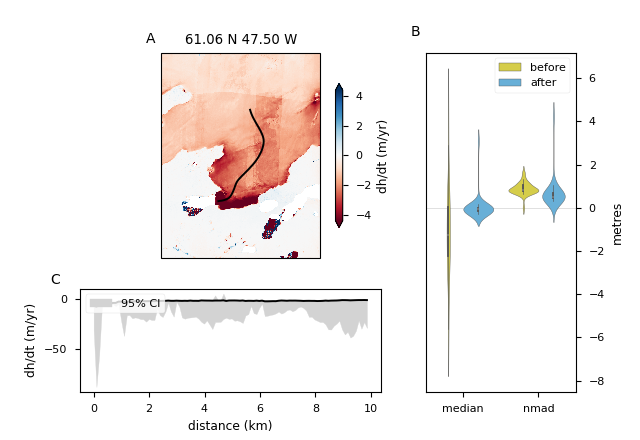 A
61.06 N 47.50 W
4
2
0
−2
−4
dh/dt (m/yr)
B
before
after
6
4
2
0
−2
−4
−6
−8
metres
median
nmad
C
95% CI
0
−50
dh/dt (m/yr)
0
2
4
6
8
10
distance (km)